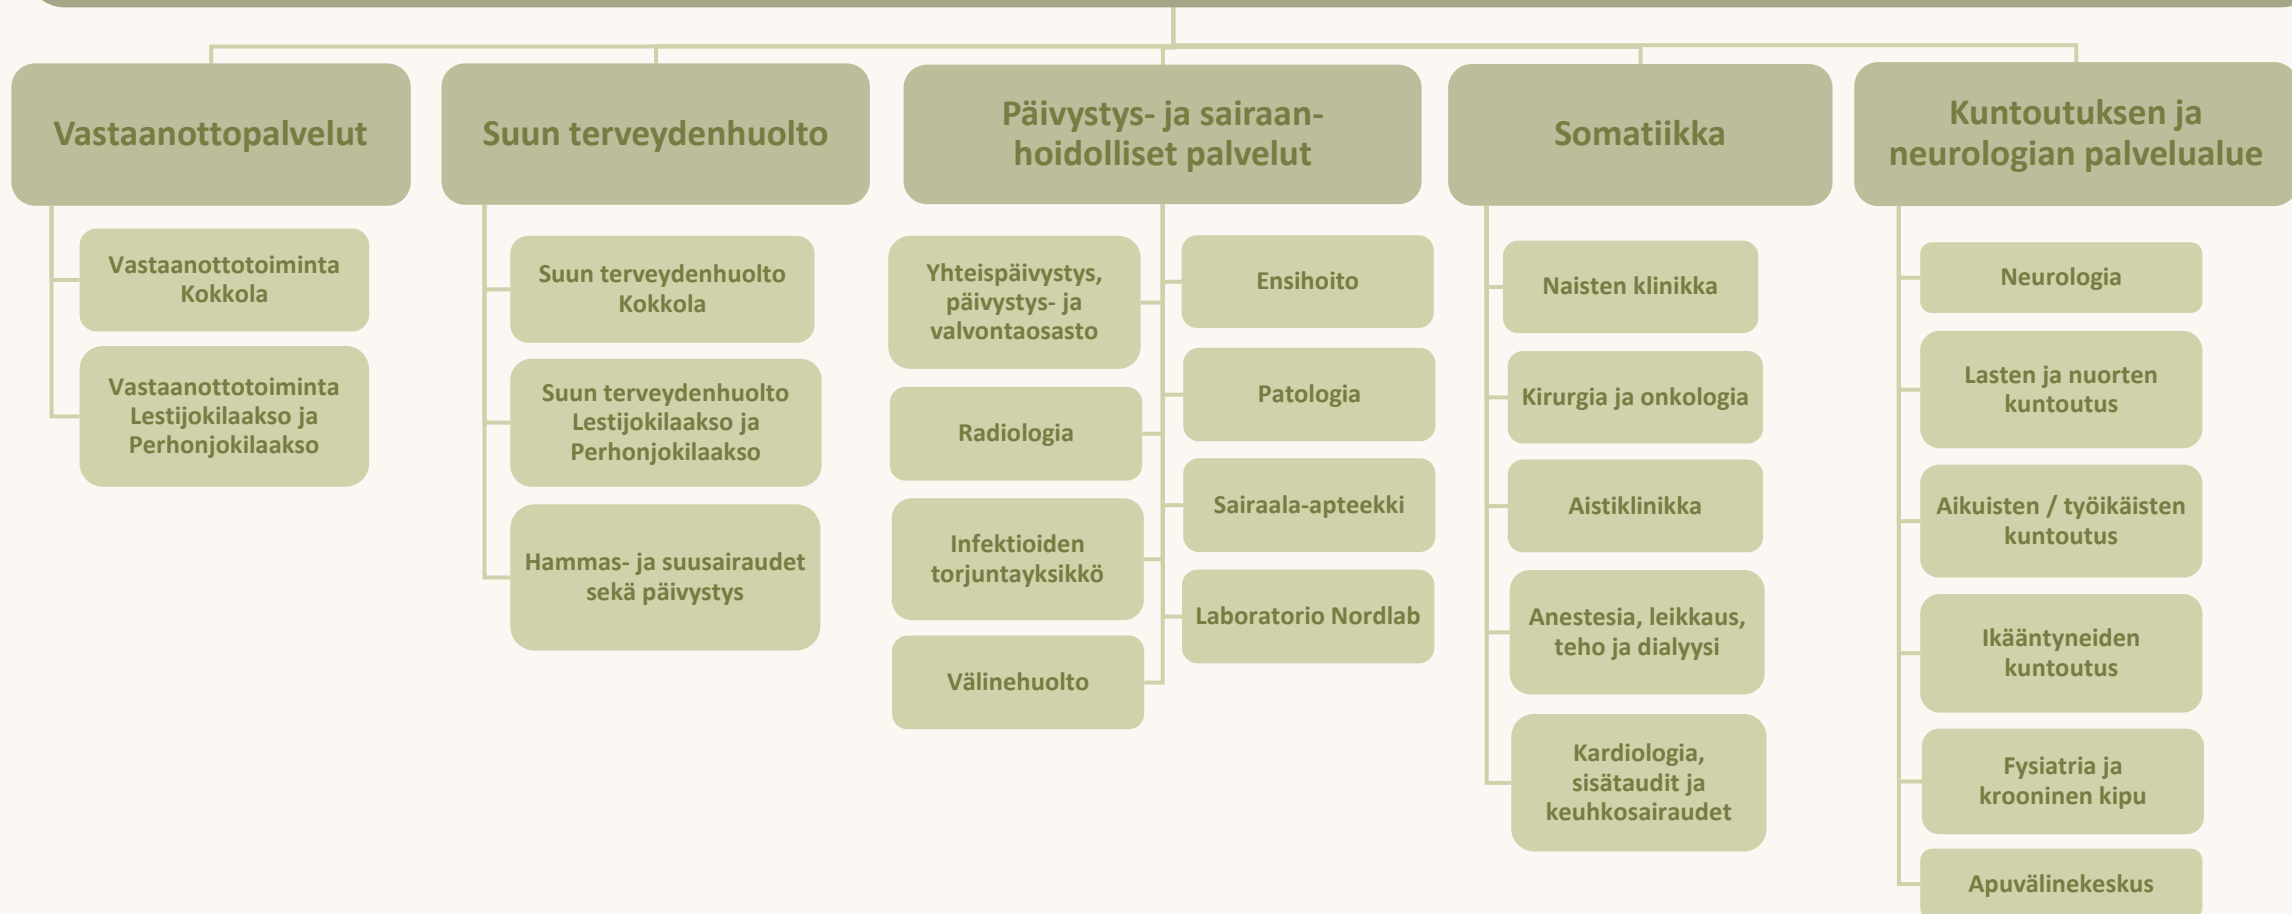 Vastaanottopalvelut
Vastaanottotoiminta
Kokkola
Vastaanottotoiminta
Lestijokilaakso ja
Perhonjokilaakso
Suun terveydenhuolto
Suun terveydenhuolto
Kokkola
Suun terveydenhuolto
Lestijokilaakso ja
Perhonjokilaakso
Hammas- ja suusairaudet
sekä päivystys
Päivystys- ja sairaan-
hoidolliset palvelut
Yhteispäivystys,
päivystys- ja
valvontaosasto
Radiologia
Infektioiden
torjuntayksikkö
Välinehuolto
Ensihoito
Patologia
Sairaala-apteekki
Laboratorio Nordlab
Somatiikka
Naisten klinikka
Kirurgia ja onkologia
Aistiklinikka
Anestesia, leikkaus,
teho ja dialyysi
Kardiologia,
sisätaudit ja
keuhkosairaudet
Kuntoutuksen ja
neurologian palvelualue
Neurologia
Lasten ja nuorten
kuntoutus
Aikuisten / työikäisten
kuntoutus
Ikääntyneiden
kuntoutus
Fysiatria ja
krooninen kipu
Apuvälinekeskus